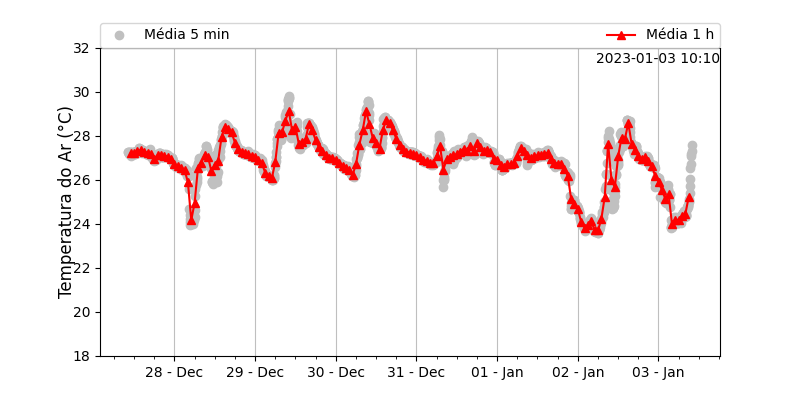 Média 5 min
Média 1 h
2023-01-03 10:10
Temperatura do Ar (°C)
32
30
28
26
24
22
20
18
28 - Dec
29 - Dec
30 - Dec
31 - Dec
01 - Jan
02 - Jan
03 - Jan